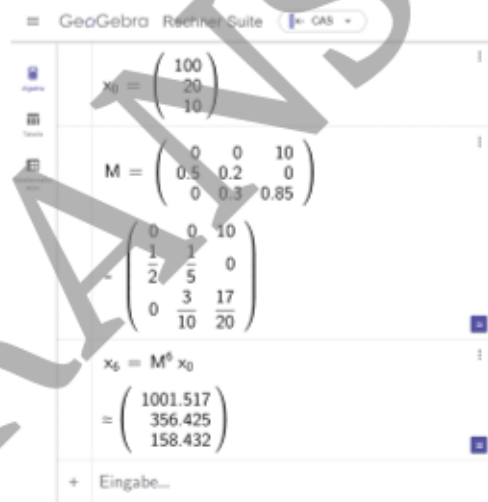 GeoGebra Rechner Suite CAS
Algebra
Tabelle
x₀ =
100
20
10
M =
0 0 10
0.5 0.2 0
0 0.3 0.85
0 0 10
1/2 1/5 0
0 3/10 17/20
x₆ = M⁶ x₀
≈
1001.517
356.425
158.432
+ Eingabe...